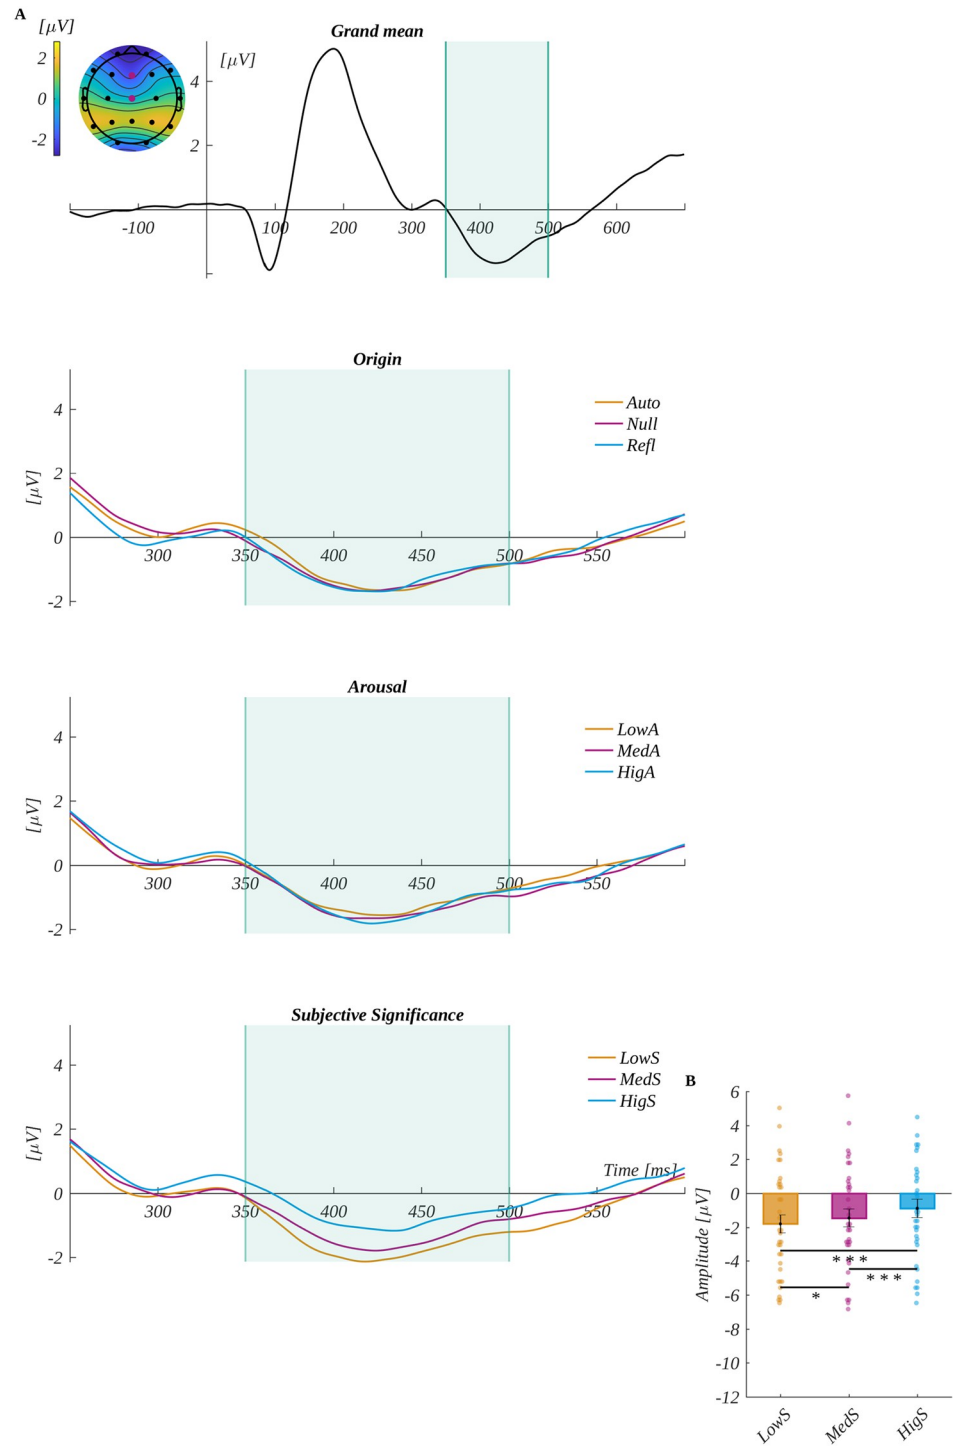 A
[μV]
Grand mean
[μV]
2
0
-2
4
2
-100
100
200
300
400
500
600
Origin
Auto
Null
Refl
[μV]
4
2
0
-2
300
350
400
450
500
550
Arousal
LowA
MedA
HigA
[μV]
4
2
0
-2
300
350
400
450
500
550
Subjective Significance
LowS
MedS
HigS
[μV]
4
2
0
-2
300
350
400
450
500
550
Time [ms]
B
Amplitude [μV]
6
4
2
0
-2
-4
-6
-8
-10
-12
* * *
* * *
*
LowS
MedS
HigS